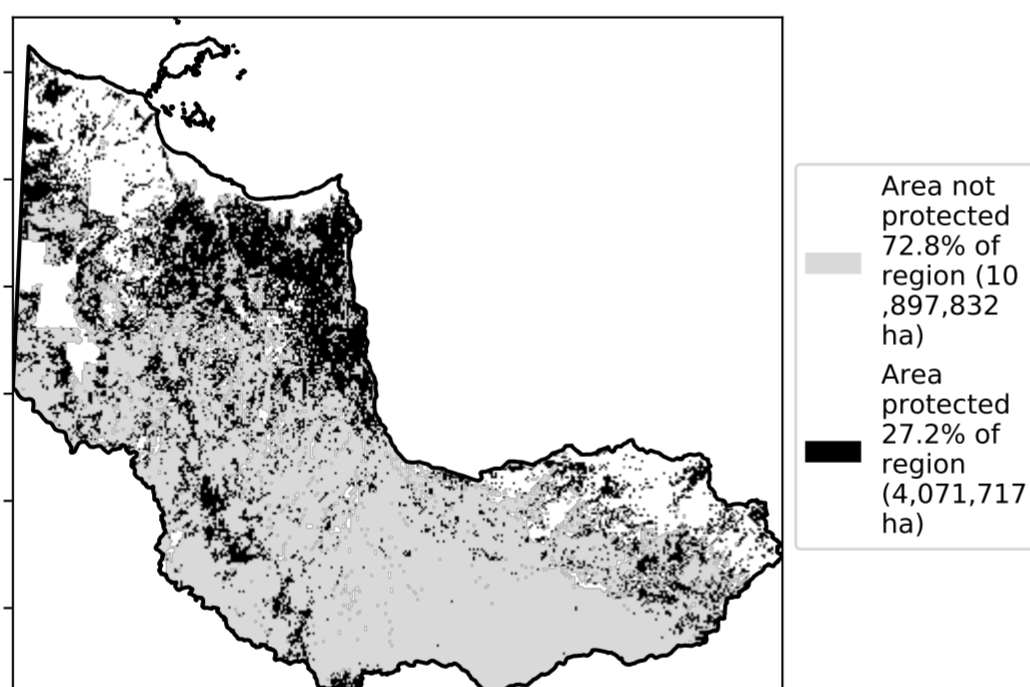 Area not
protected
72.8% of
region (10
,897,832
ha)
Area
protected
27.2% of
region
(4,071,717
ha)